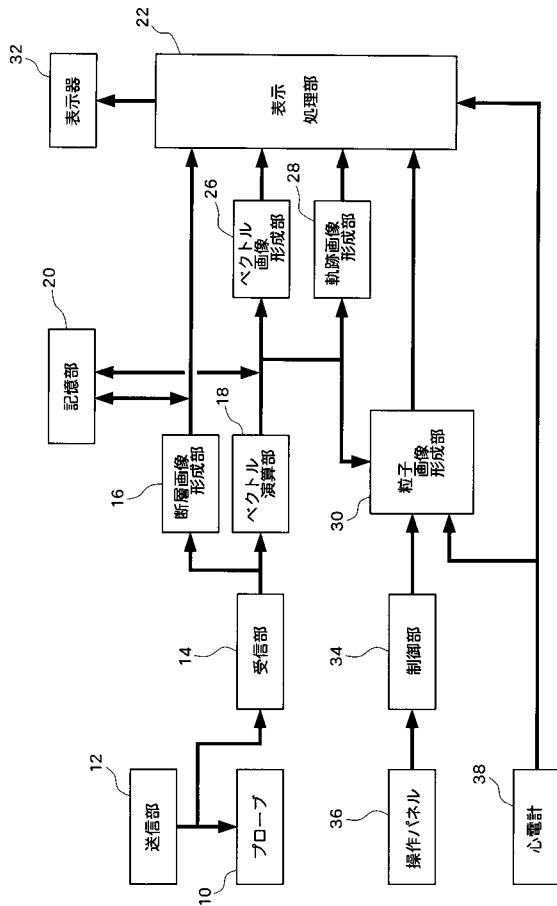 12
送信部
プローブ
10
14
受信部
16
断層画像
形成部
18
ベクトル
演算部
20
記憶部
26
ベクトル
画像
形成部
28
軌跡画像
形成部
22
表示
処理部
32
表示器
36
操作パネル
34
制御部
30
粒子
画像
形成部
38
心電計